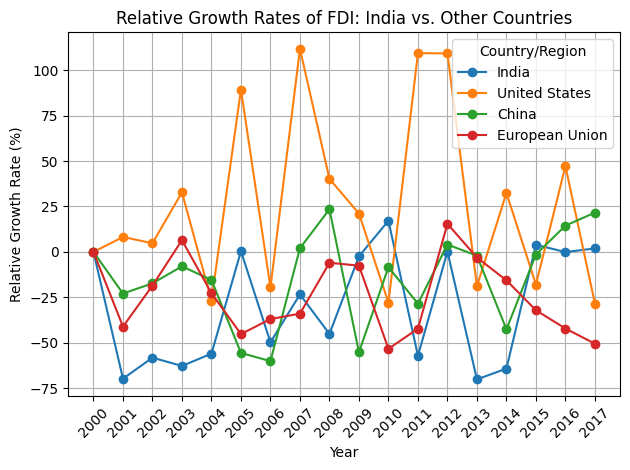 Relative Growth Rates of FDI: India vs. Other Countries
Relative Growth Rate (%)
100
75
50
25
0
−25
−50
−75
Country/Region
India
United States
China
European Union
2000 2001 2002 2003 2004 2005 2006 2007 2008 2009 2010 2011 2012 2013 2014 2015 2016 2017
Year